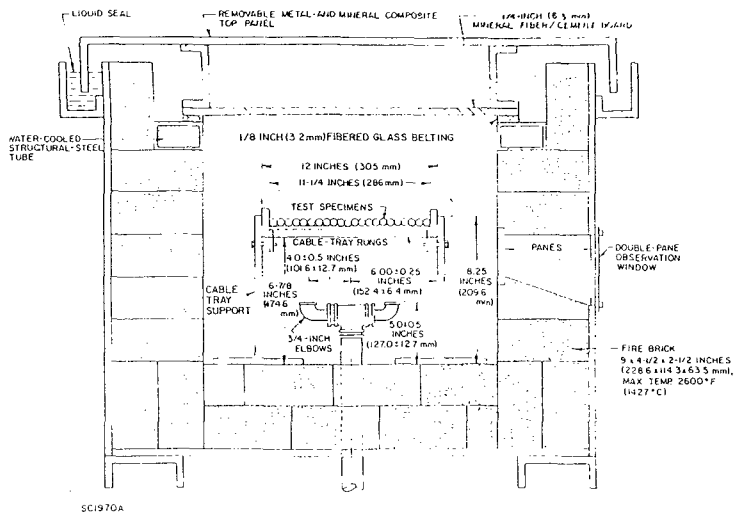 LIQUID SEAL
REMOVABLE METAL-AND MINERAL COMPOSITE
TOP PANEL
1/4-INCH (6.3 mm)
MINERAL FIBER/CEMENT BOARD
WATER-COOLED
STRUCTURAL-STEEL
TUBE
1/8 INCH (3.2 mm) FIBERED GLASS BELTING
12 INCHES (305 mm)
11-1/4 INCHES (286 mm)
TEST SPECIMENS
CABLE-TRAY RUNGS
4.0±0.5 INCHES
(101.6±12.7 mm)
6-7/8
INCHES
(174.6
mm)
6.00±0.25
INCHES
(152.4±6.4 mm)
8.25
INCHES
(209.6
mm)
PANES
DOUBLE-PANE
OBSERVATION
WINDOW
CABLE
TRAY
SUPPORT
3/4-INCH
ELBOWS
5.0±0.5
INCHES
(127.0±12.7 mm)
FIRE BRICK
9 x 4-1/2 x 2-1/2 INCHES
(228.6x114.3x63.5 mm),
MAX TEMP 2600°F
(1427°C)
SC1970A